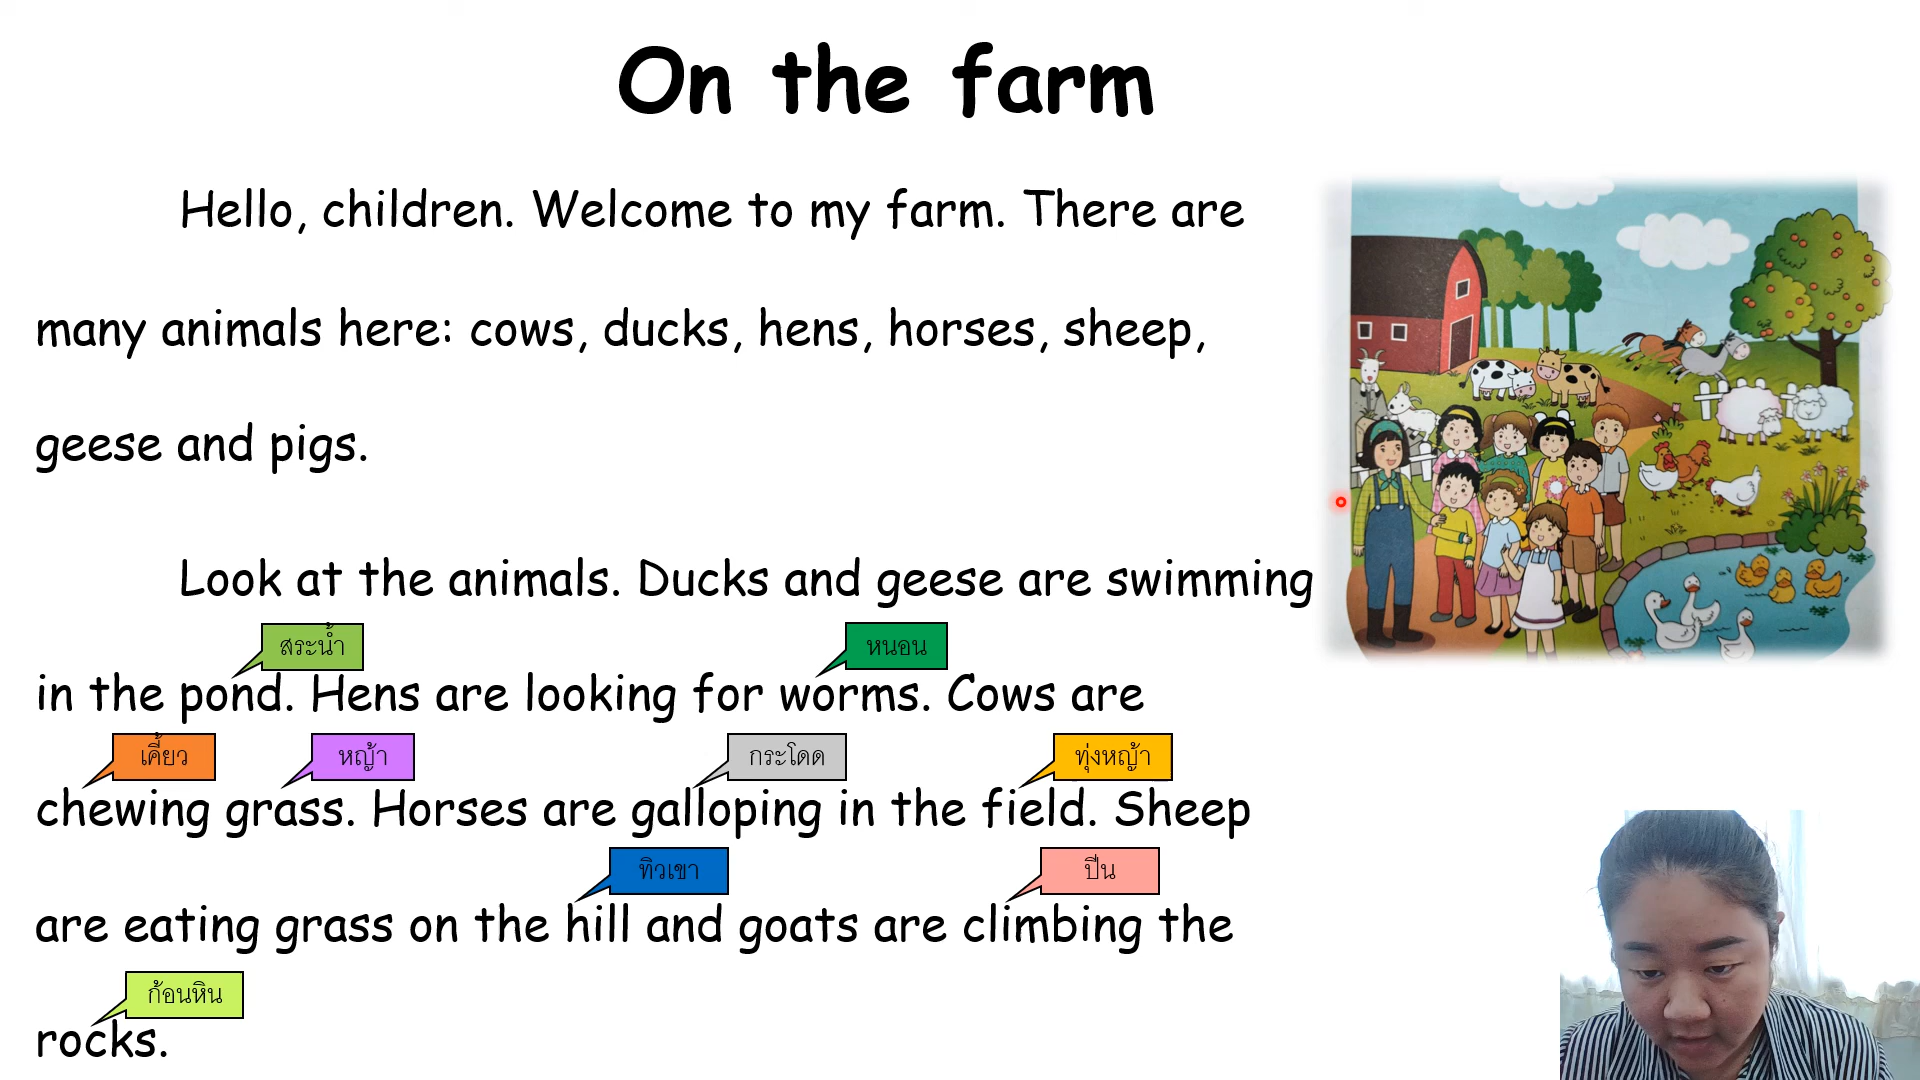 On the farm
Hello, children. Welcome to my farm. There are
many animals here: cows, ducks, hens, horses, sheep,
geese and pigs.
Look at the animals. Ducks and geese are swimming
สระน้ำ หนอน
in the pond. Hens are looking for worms. Cows are
เคี้ยว หญ้า กระโดด ทุ่งหญ้า
chewing grass. Horses are galloping in the field. Sheep
ทิวเขา ปีน
are eating grass on the hill and goats are climbing the
ก้อนหิน
rocks.